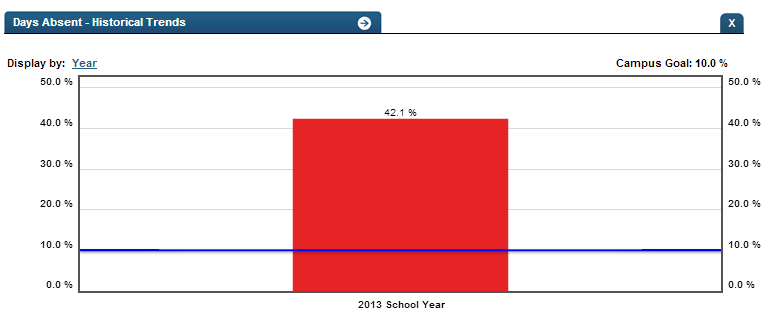 Days Absent - Historical Trends
X
Display by: Year
Campus Goal: 10.0 %
50.0 % 50.0 %
42.1 %
40.0 % 40.0 %
30.0 % 30.0 %
20.0 % 20.0 %
10.0 % 10.0 %
0.0 % 0.0 %
2013 School Year